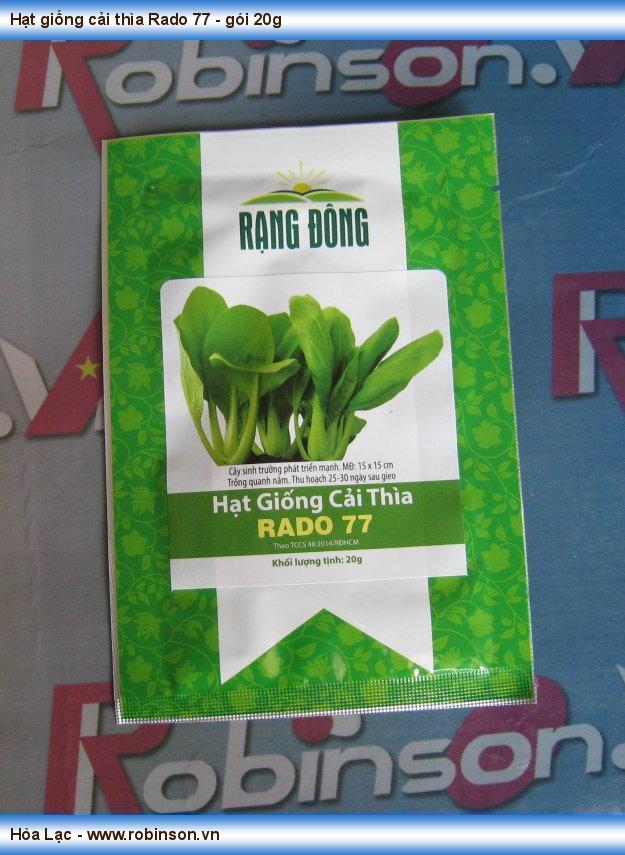 Hạt giống cải thìa Rado 77 - gói 20g
Robinson.V
RẠNG ĐÔNG
Cây sinh trưởng phát triển mạnh. MĐ: 15 x 15 cm
Trồng quanh năm. Thu hoạch 25-30 ngày sau gieo
Hạt Giống Cải Thìa
RADO 77
Theo TCCS 48:2014/RĐHCM
Khối lượng tịnh: 20g
Robinson.
Hòa Lạc - www.robinson.vn